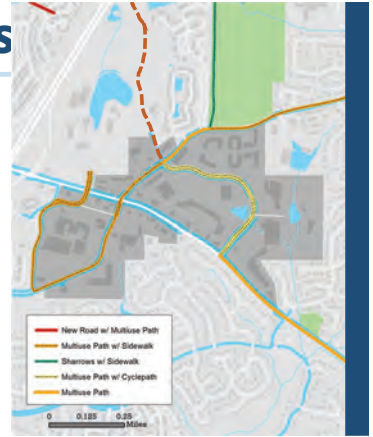 s
New Road w/ Multiuse Path
Multiuse Path w/ Sidewalk
Sharrows w/ Sidewalk
Multiuse Path w/ Cyclepath
Multiuse Path
0 0.125 0.25
Miles